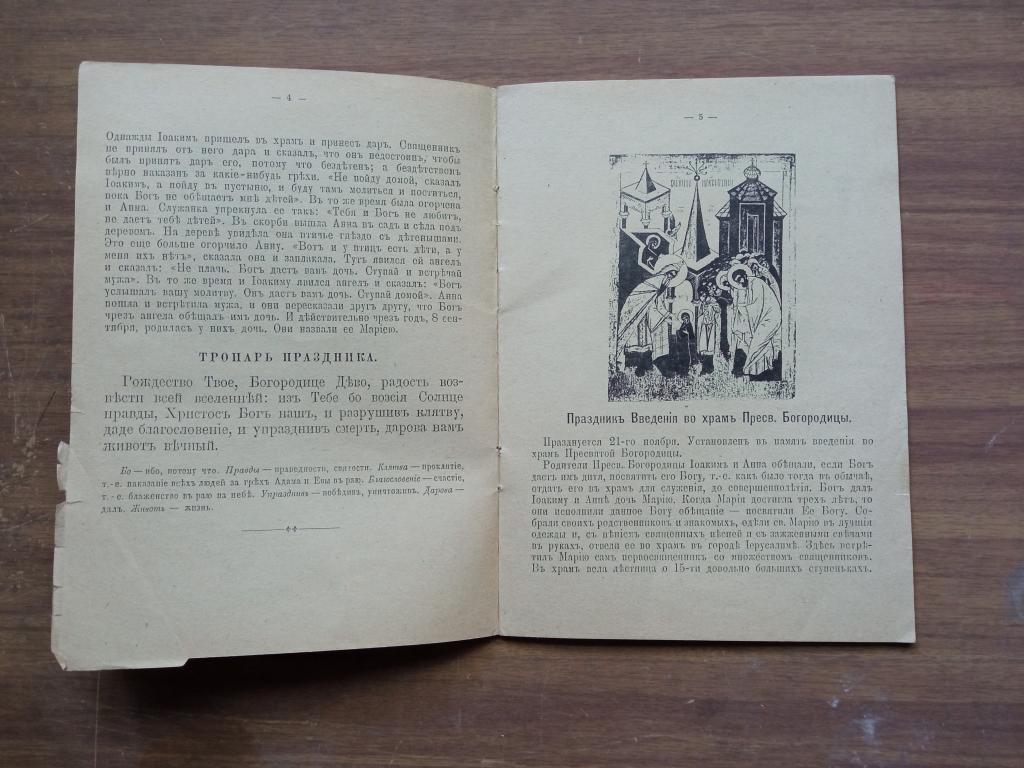 — 4 —
Однажды Іоакимъ пришелъ въ храмъ и принесъ даръ. Священникъ
не принялъ отъ него дара и сказалъ, что онъ недостоинъ, чтобы
былъ принятъ даръ его, потому что бездѣтенъ; а бездѣтствомъ
вѣрно наказанъ за какіе-нибудь грѣхи. «Не пойду домой, сказалъ
Іоакимъ, а пойду въ пустыню, и буду тамъ молиться и поститься,
пока Богъ не обѣщаетъ мнѣ дѣтей». Въ то же время была огорчена
и Анна. Служанка упрекнула ее такъ: «Тебя и Богъ не любитъ,
не даетъ тебѣ дѣтей». Въ скорби вышла Анна въ садъ и сѣла подъ
деревомъ. На деревѣ увидѣла она птичье гнѣздо съ дѣтенышами.
Это еще больше огорчило Анну. «Вотъ и у птицъ есть дѣти, а у
меня ихъ нѣтъ», сказала она и заплакала. Тутъ явился ей ангелъ
и сказалъ: «Не плачь. Богъ дастъ вамъ дочь. Ступай и встрѣчай
мужа». Въ то же время и Іоакиму явился ангелъ и сказалъ: «Богъ
услышалъ вашу молитву. Онъ дастъ вамъ дочь. Ступай домой». Анна
пошла и встрѣтила мужа, и они пересказали другъ другу, что Богъ
чрезъ ангела обѣщалъ имъ дочь. И дѣйствительно чрезъ годъ, 8 сен-
тября, родилась у нихъ дочь. Они назвали ее Маріею.
ТРОПАРЬ ПРАЗДНИКА.
Рождество Твое, Богородице Дѣво, радость воз-
вѣсти всей вселеннѣй: изъ Тебе бо возсія Солнце
правды, Христосъ Богъ нашъ, и разрушивъ клятву,
даде благословеніе, и упразднивъ смерть, дарова намъ
животъ вѣчный.
Бо — ибо, потому что. Правды — праведности, святости. Клятва — проклятіе,
т.-е. наказаніе всѣхъ людей за грѣхъ Адама и Евы въ раю. Благословеніе — счастіе,
т.-е. блаженство въ раю на небѣ. Упразднивъ — побѣдивъ, уничтоживъ. Дарова —
далъ. Животъ — жизнь.
— 5 —
Праздникъ Введенія во храмъ Пресв. Богородицы.
Празднуется 21-го ноября. Установленъ въ память введенія во
храмъ Пресвятой Богородицы.
Родители Пресв. Богородицы Іоакимъ и Анна обѣщали, если Богъ
дастъ имъ дитя, посвятить его Богу, т.-е. какъ было тогда въ обычаѣ,
отдать его въ храмъ для служенія, до совершеннолѣтія. Богъ далъ
Іоакиму и Аннѣ дочь Марію. Когда Марія достигла трехъ лѣтъ, то они
исполнили данное Богу обѣщаніе — посвятили Ее Богу. Со-
брали своихъ родственниковъ и знакомыхъ, одѣли св. Марію въ лучшія
одежды и, съ пѣніемъ священныхъ пѣсней и съ зажженными свѣчами
въ рукахъ, отвели ее во храмъ въ городѣ Іерусалимѣ. Здѣсь встрѣ-
тилъ Марію самъ первосвященникъ со множествомъ священниковъ.
Въ храмъ вела лѣстница о 15-ти довольно большихъ ступенькахъ.